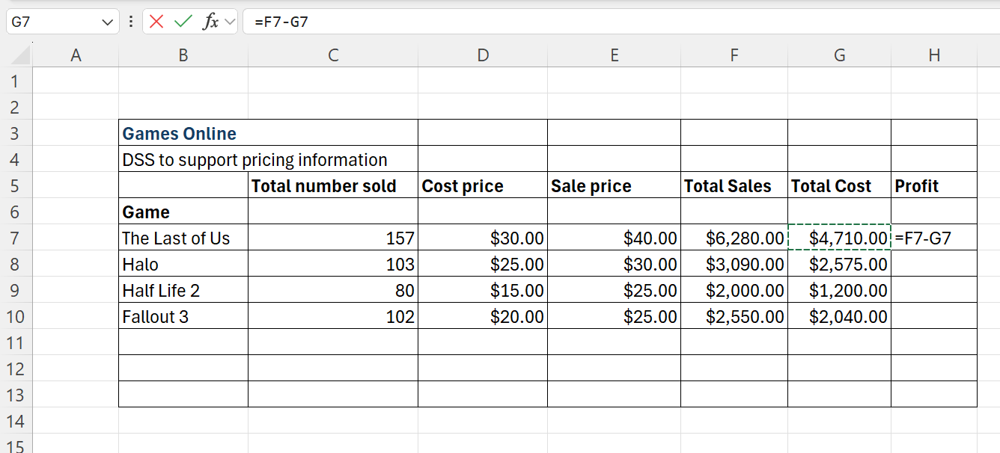 G7 fx =F7-G7
A B C D E F G H
1
2
3 Games Online
4 DSS to support pricing information
5 Total number sold Cost price Sale price Total Sales Total Cost Profit
6 Game
7 The Last of Us 157 $30.00 $40.00 $6,280.00 $4,710.00 =F7-G7
8 Halo 103 $25.00 $30.00 $3,090.00 $2,575.00
9 Half Life 2 80 $15.00 $25.00 $2,000.00 $1,200.00
10 Fallout 3 102 $20.00 $25.00 $2,550.00 $2,040.00
11
12
13
14
15